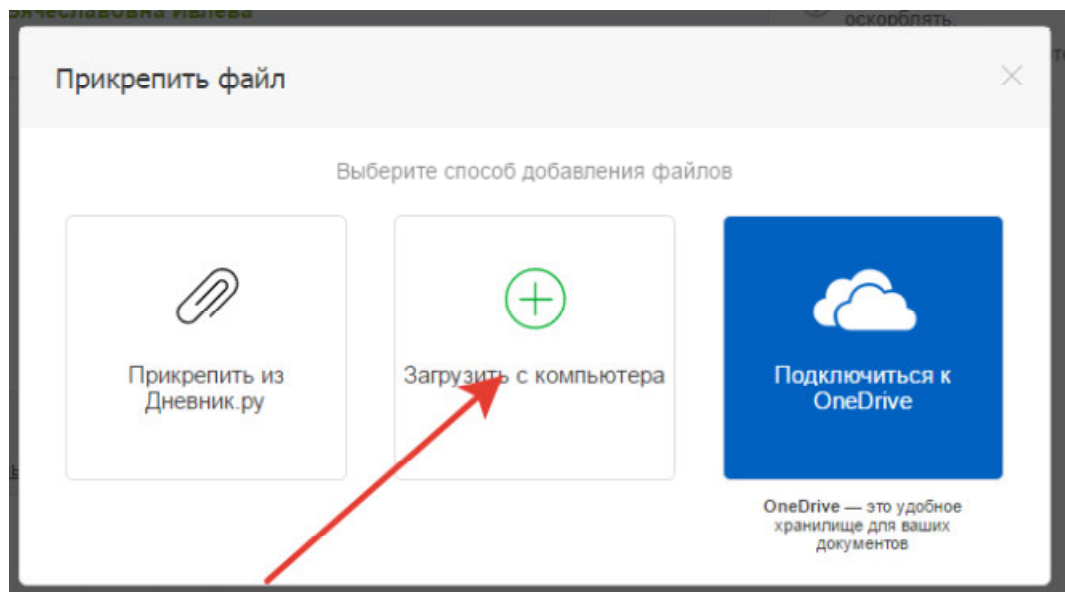 Ивлева
оскорблять.
Прикрепить файл
Выберите способ добавления файлов
Прикрепить из
Дневник.ру
Загрузить с компьютера
Подключиться к
OneDrive
OneDrive — это удобное
хранилище для ваших
документов